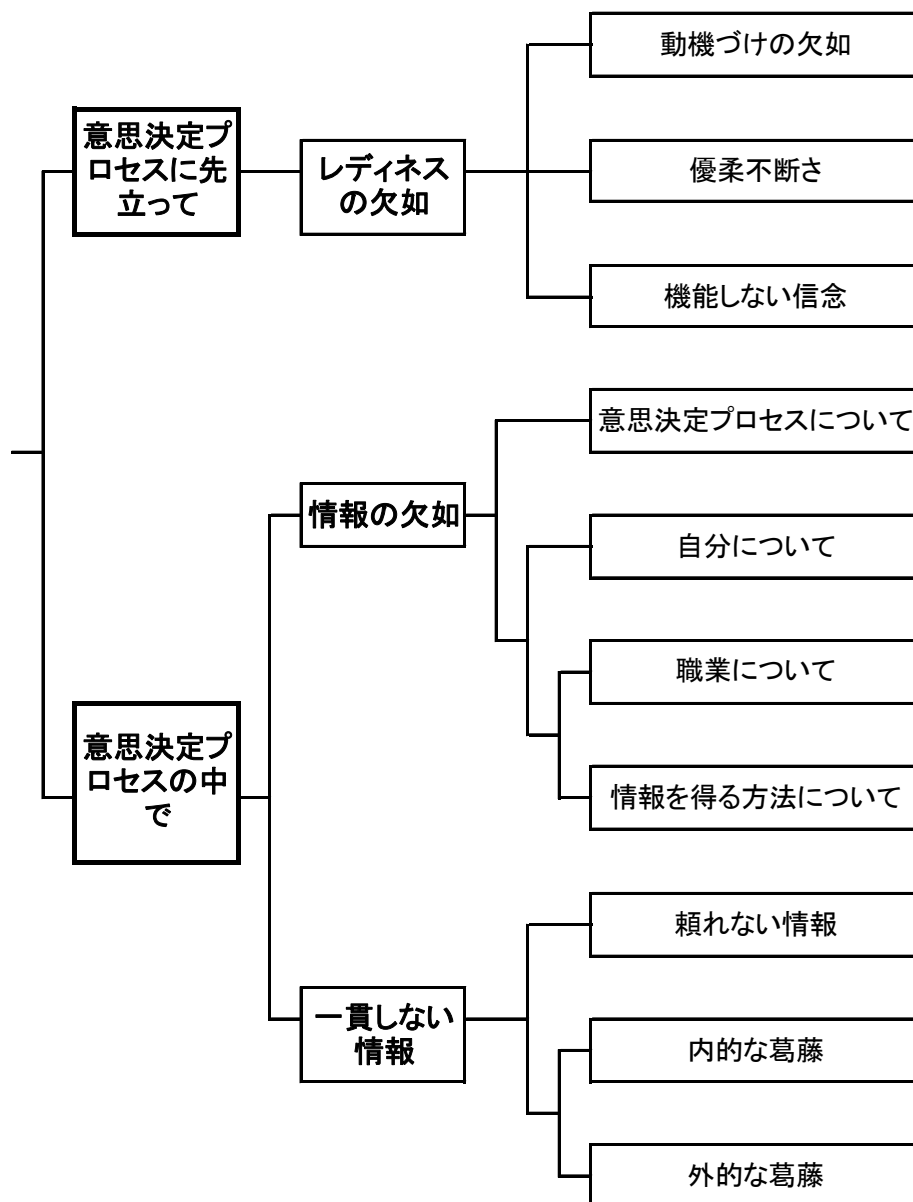 動機づけの欠如
意思決定プ
ロセスに先
立って
レディネス
の欠如
優柔不断さ
機能しない信念
意思決定プロセスについて
情報の欠如
自分について
職業について
意思決定プ
ロセスの中
で
情報を得る方法について
頼れない情報
一貫しない
情報
内的な葛藤
外的な葛藤